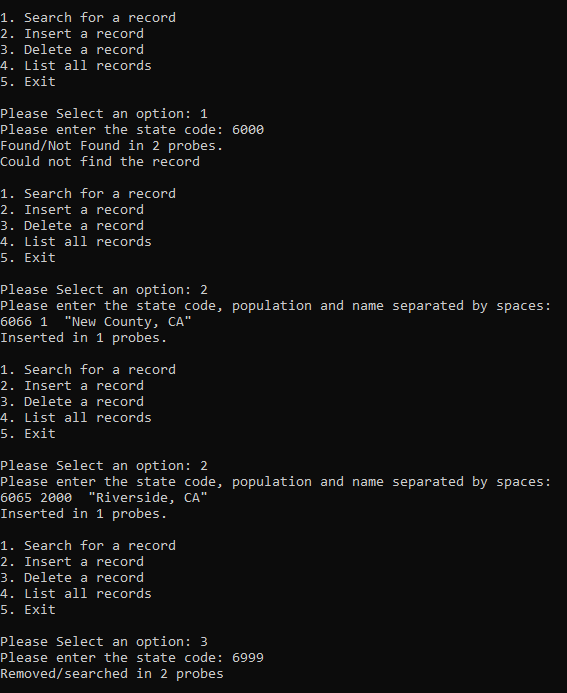 1. Search for a record
2. Insert a record
3. Delete a record
4. List all records
5. Exit
Please Select an option: 1
Please enter the state code: 6000
Found/Not Found in 2 probes.
Could not find the record
1. Search for a record
2. Insert a record
3. Delete a record
4. List all records
5. Exit
Please Select an option: 2
Please enter the state code, population and name separated by spaces:
6066 1  "New County, CA"
Inserted in 1 probes.
1. Search for a record
2. Insert a record
3. Delete a record
4. List all records
5. Exit
Please Select an option: 2
Please enter the state code, population and name separated by spaces:
6065 2000  "Riverside, CA"
Inserted in 1 probes.
1. Search for a record
2. Insert a record
3. Delete a record
4. List all records
5. Exit
Please Select an option: 3
Please enter the state code: 6999
Removed/searched in 2 probes